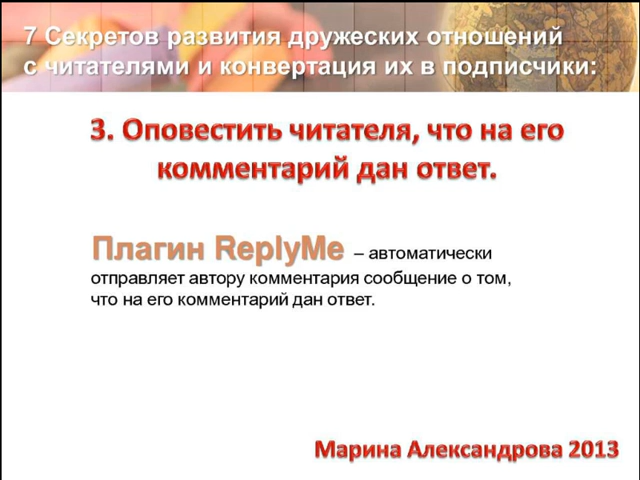 7 Секретов развития дружеских отношений
с читателями и конвертация их в подписчики:
3. Оповестить читателя, что на его
комментарий дан ответ.
Плагин ReplyMe – автоматически
отправляет автору комментария сообщение о том,
что на его комментарий дан ответ.
Марина Александрова 2013